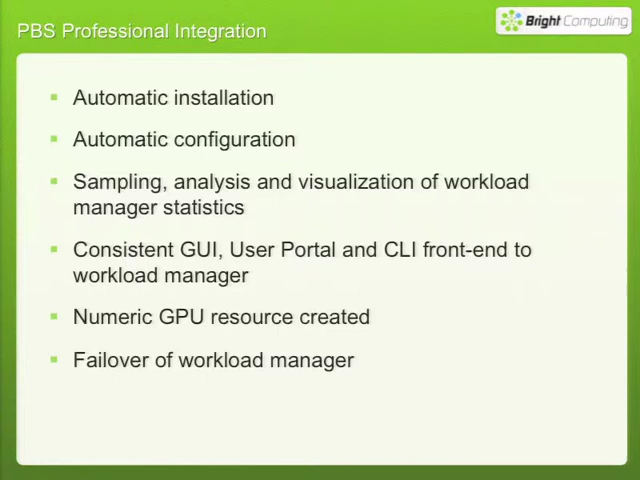 PBS Professional Integration
Bright Computing
Automatic installation
Automatic configuration
Sampling, analysis and visualization of workload
manager statistics
Consistent GUI, User Portal and CLI front-end to
workload manager
Numeric GPU resource created
Failover of workload manager